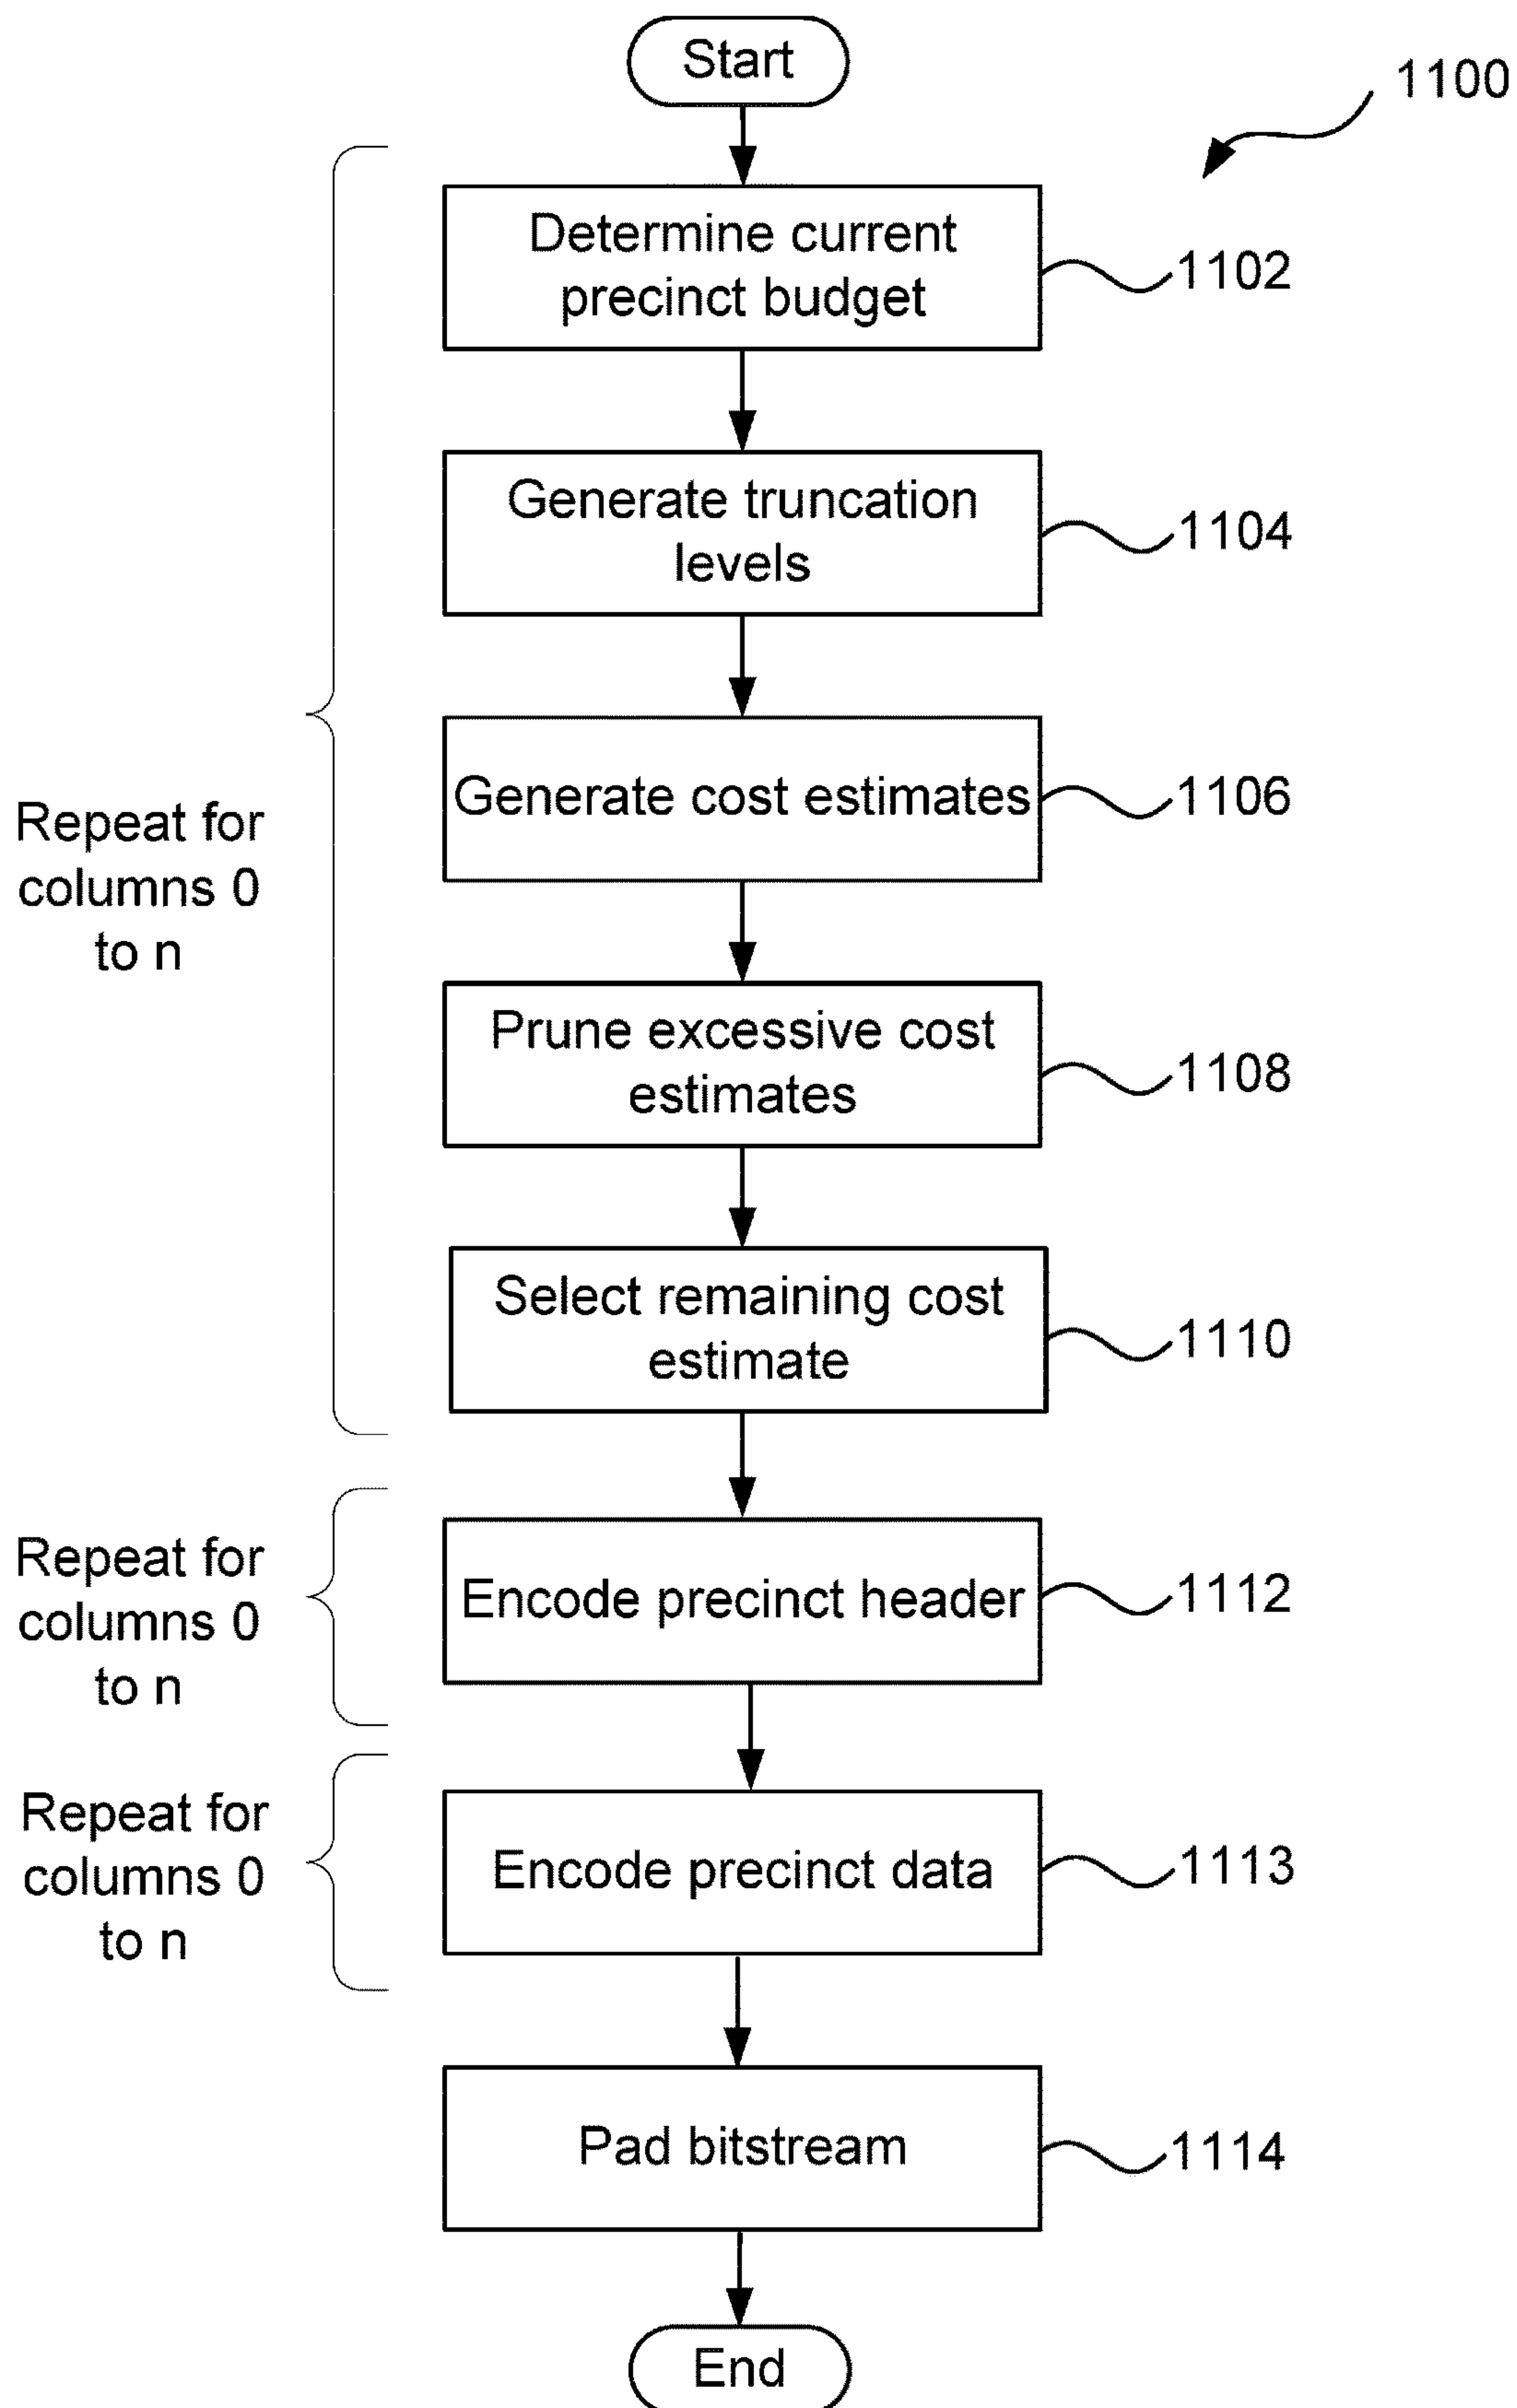 Start
1100
Determine current
precinct budget
1102
Generate truncation
levels
1104
Generate cost estimates
1106
Repeat for
columns 0
to n
Prune excessive cost
estimates
1108
Select remaining cost
estimate
1110
Repeat for
columns 0
to n
Encode precinct header
1112
Repeat for
columns 0
to n
Encode precinct data
1113
Pad bitstream
1114
End